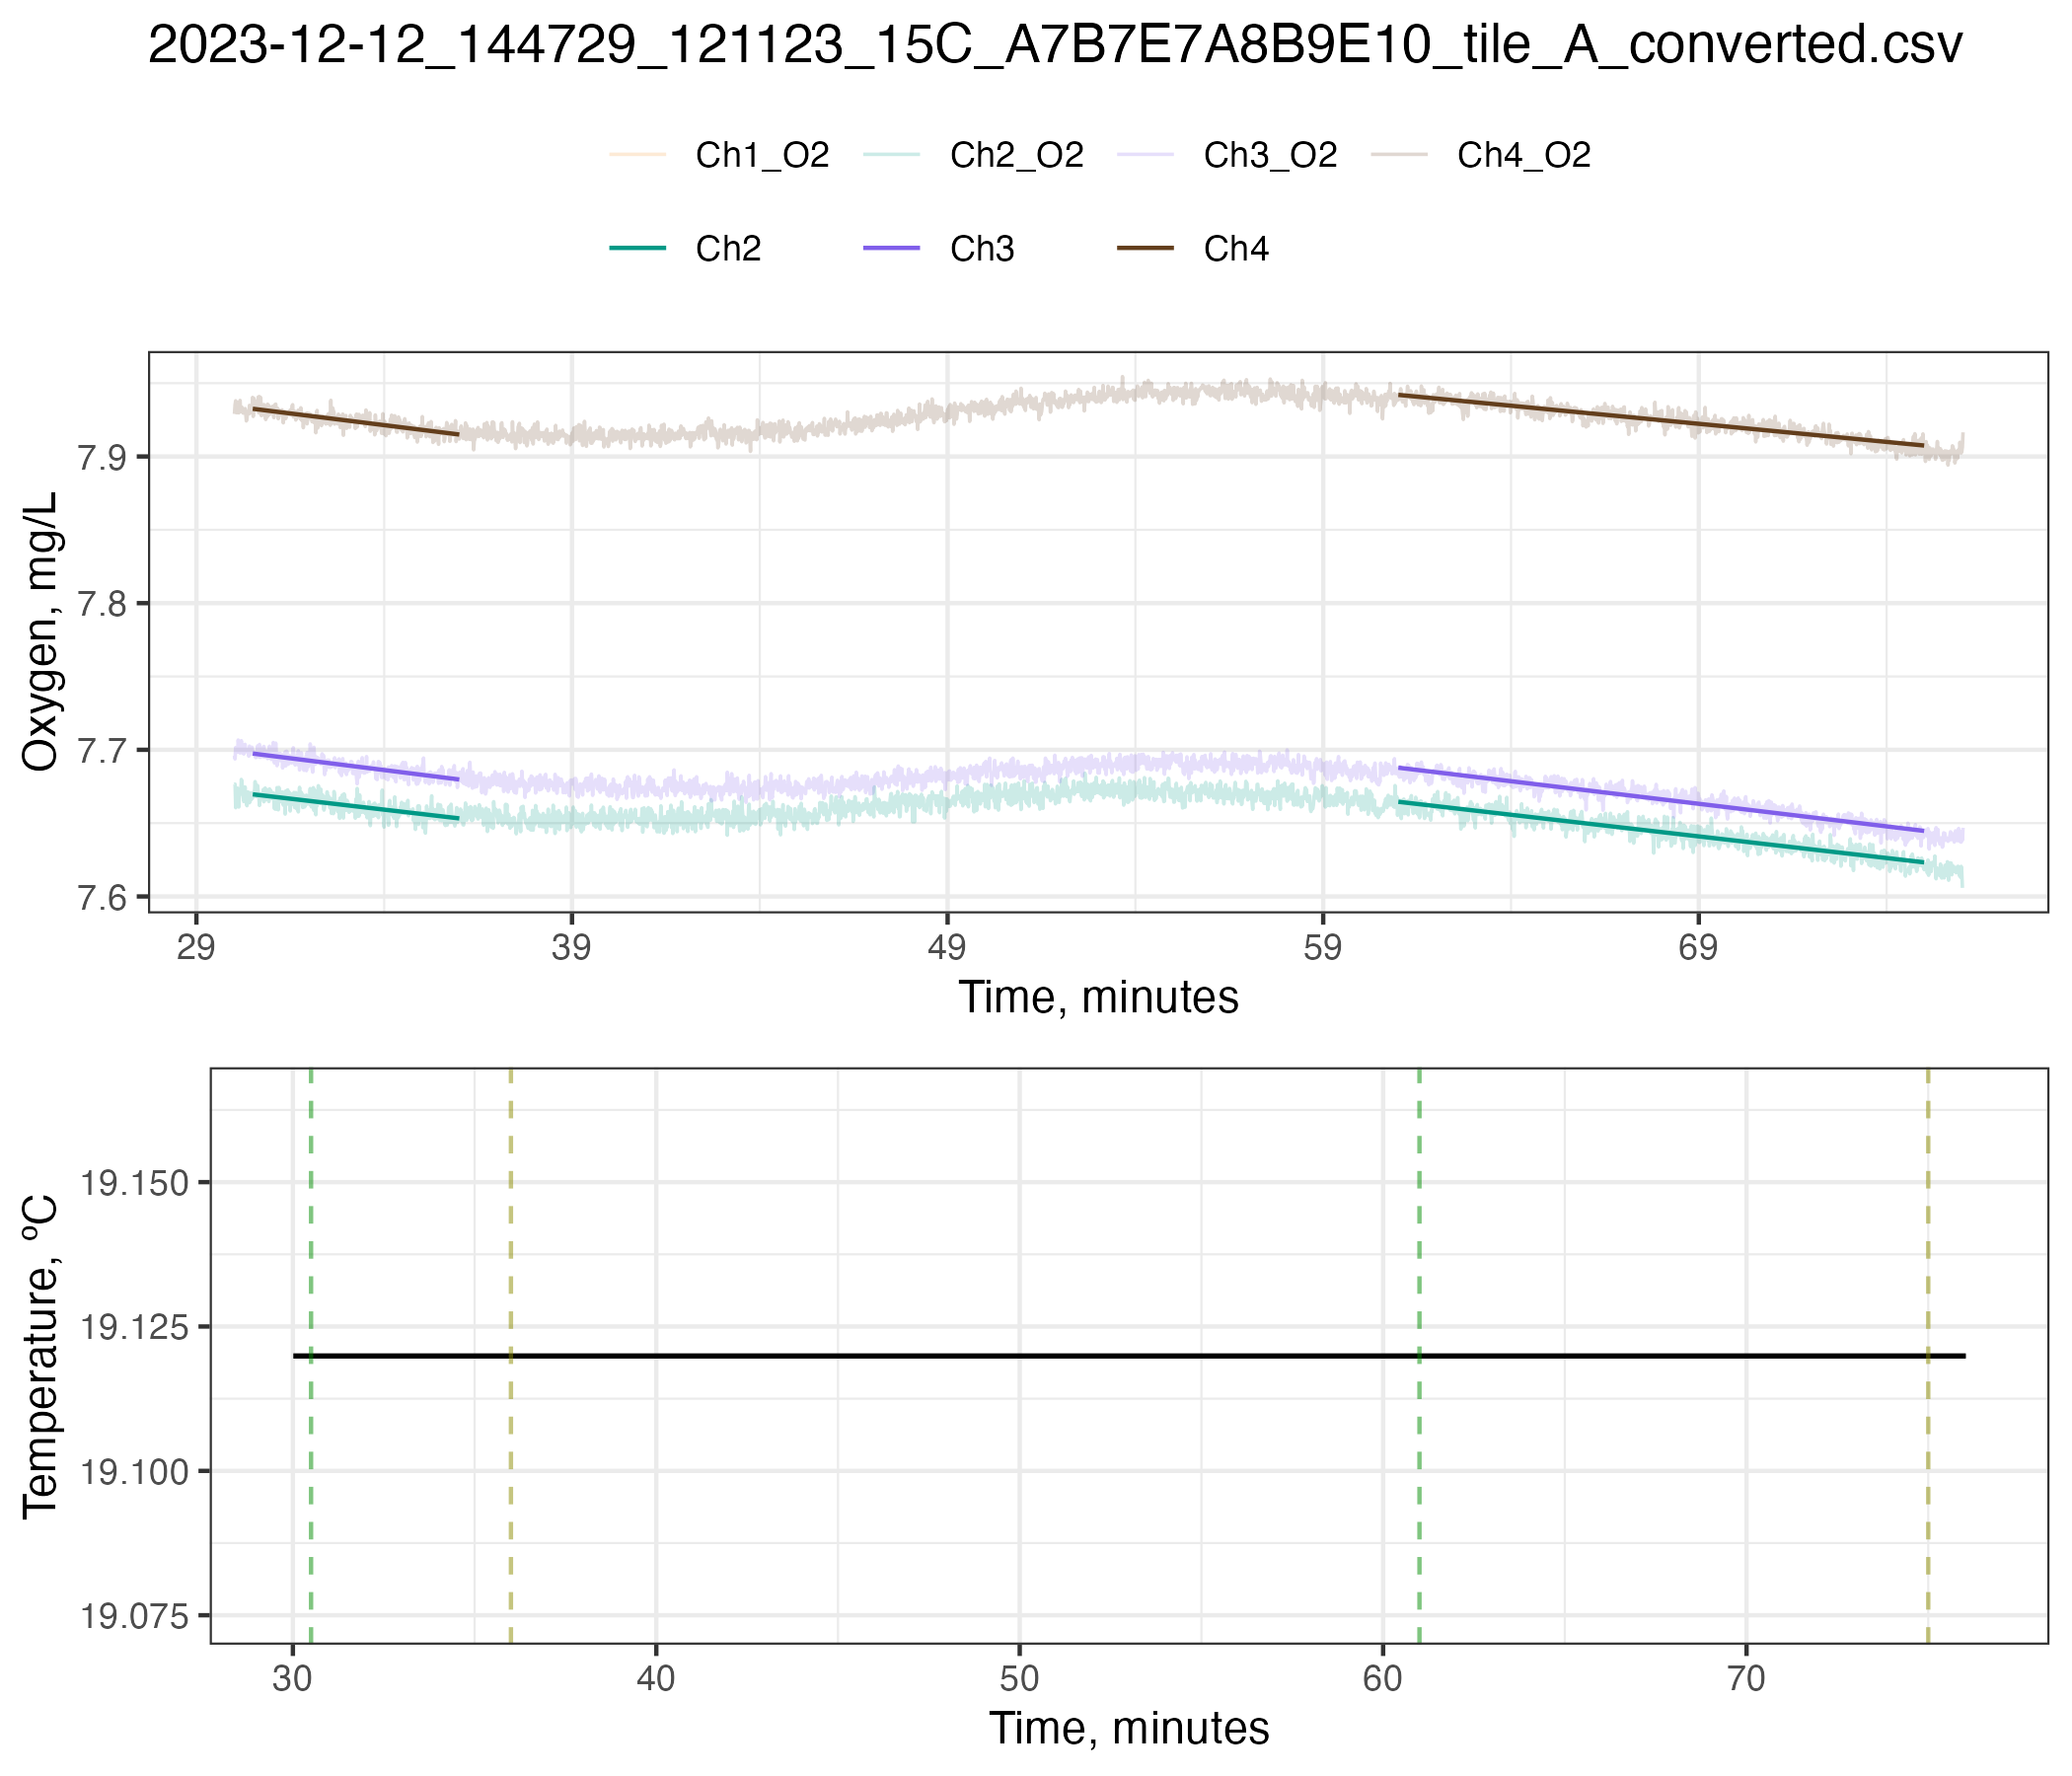 2023-12-12_144729_121123_15C_A7B7E7A8B9E10_tile_A_converted.csv
Ch1_O2 Ch2_O2 Ch3_O2 Ch4_O2
Ch2 Ch3 Ch4
Oxygen, mg/L
7.9
7.8
7.7
7.6
29 39 49 59 69
Time, minutes
Temperature, ºC
19.150
19.125
19.100
19.075
30 40 50 60 70
Time, minutes